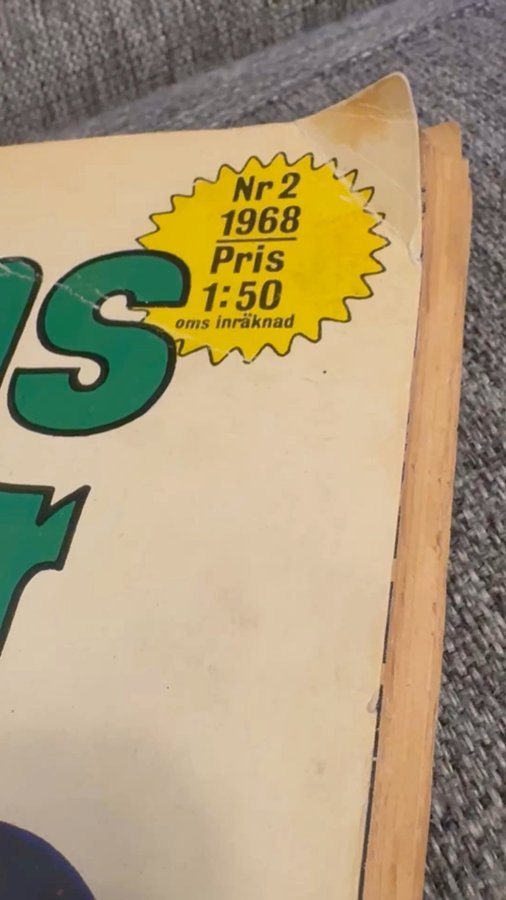 Nr 2
1968
Pris
1:50
oms inräknad
s